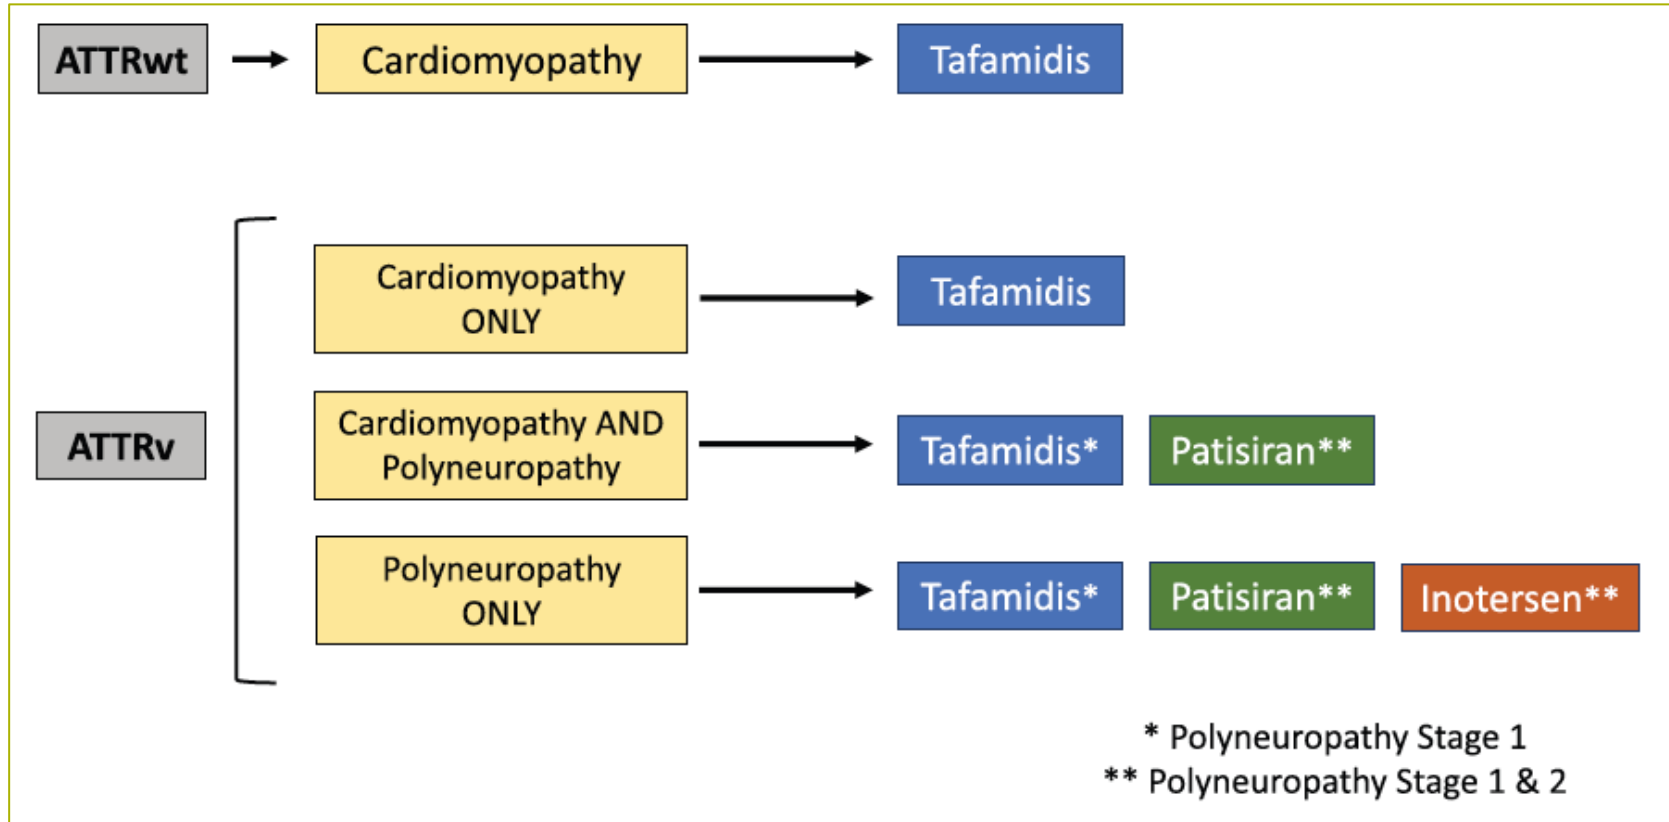 ATTRwt
Cardiomyopathy
Tafamidis
Cardiomyopathy
ONLY
Tafamidis
ATTRv
Cardiomyopathy AND
Polyneuropathy
Tafamidis*
Patisiran**
Polyneuropathy
ONLY
Tafamidis*
Patisiran**
Inotersen**
* Polyneuropathy Stage 1
** Polyneuropathy Stage 1 & 2